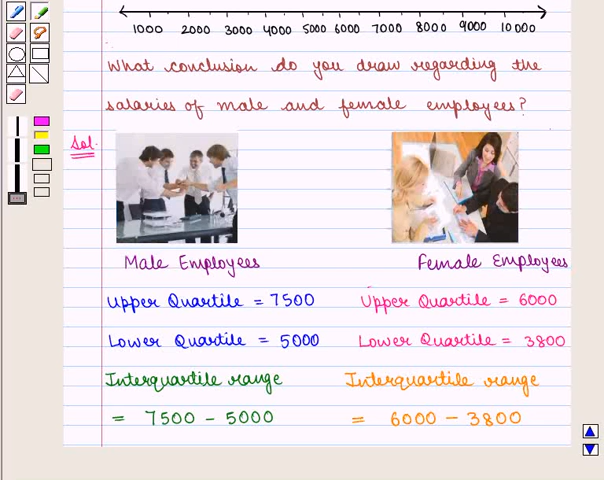 1000 2000 3000 4000 5000 6000 7000 8000 9000 10000
What conclusion do you draw regarding the
salaries of male and female employees?
Sol.
Male Employees Female Employees
Upper Quartile = 7500 Upper Quartile = 6000
Lower Quartile = 5000 Lower Quartile = 3800
Interquartile range Interquartile range
= 7500 - 5000 = 6000 - 3800